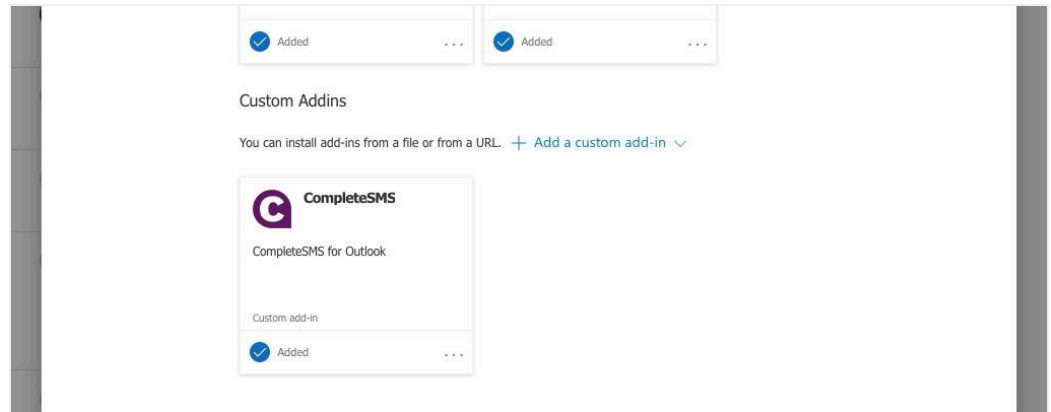 Added ... Added ...
Custom Addins
You can install add-ins from a file or from a URL. + Add a custom add-in
CompleteSMS
CompleteSMS for Outlook
Custom add-in
Added ...